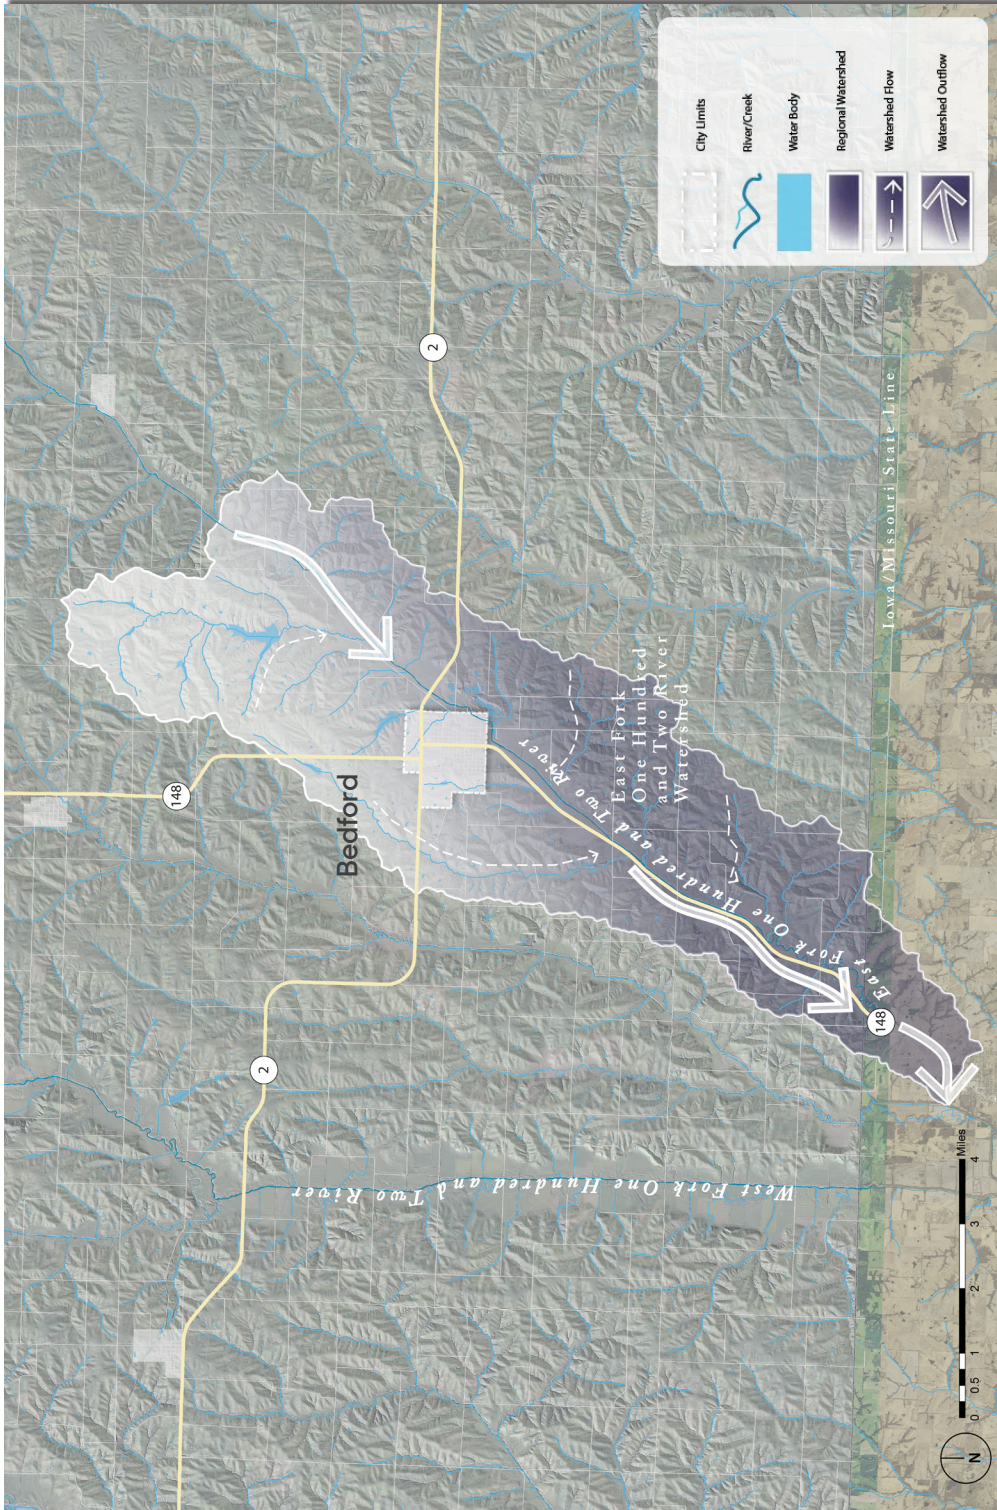 City Limits
River/Creek
Water Body
Regional Watershed
Watershed Flow
Watershed Outflow
2
148
Bedford
2
East Fork
One Hundred
and Two River
Watershed
East Fork One Hundred and Two River
West Fork One Hundred and Two River
148
Iowa/Missouri State Line
0 0.5 1 2 3 4
Miles
N